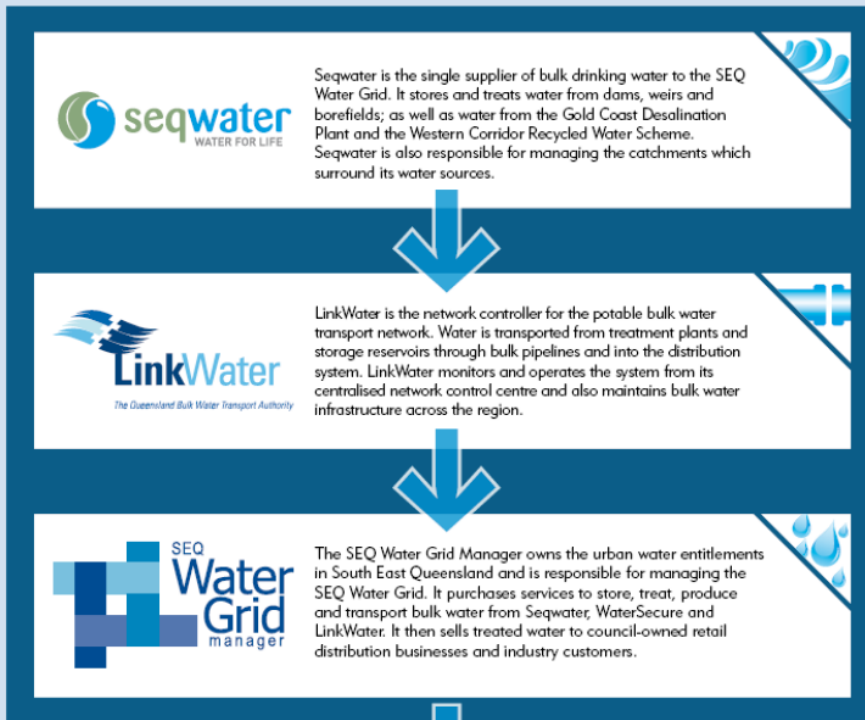 seqwater
WATER FOR LIFE
Seqwater is the single supplier of bulk drinking water to the SEQ
Water Grid. It stores and treats water from dams, weirs and
borefields; as well as water from the Gold Coast Desalination
Plant and the Western Corridor Recycled Water Scheme.
Seqwater is also responsible for managing the catchments which
surround its water sources.
LinkWater
The Queensland Bulk Water Transport Authority
LinkWater is the network controller for the potable bulk water
transport network. Water is transported from treatment plants and
storage reservoirs through bulk pipelines and into the distribution
system. LinkWater monitors and operates the system from its
centralised network control centre and also maintains bulk water
infrastructure across the region.
SEQ
Water
Grid
manager
The SEQ Water Grid Manager owns the urban water entitlements
in South East Queensland and is responsible for managing the
SEQ Water Grid. It purchases services to store, treat, produce
and transport bulk water from Seqwater, WaterSecure and
LinkWater. It then sells treated water to council-owned retail
distribution businesses and industry customers.